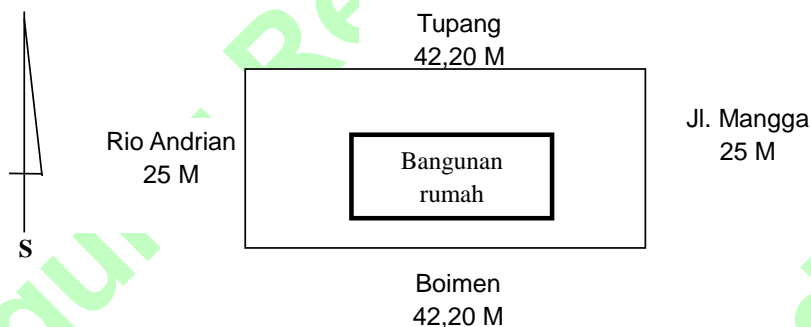 Tupang
42,20 M
Rio Andrian
25 M
Jl. Mangga
25 M
Bangunan
rumah
S
Boimen
42,20 M